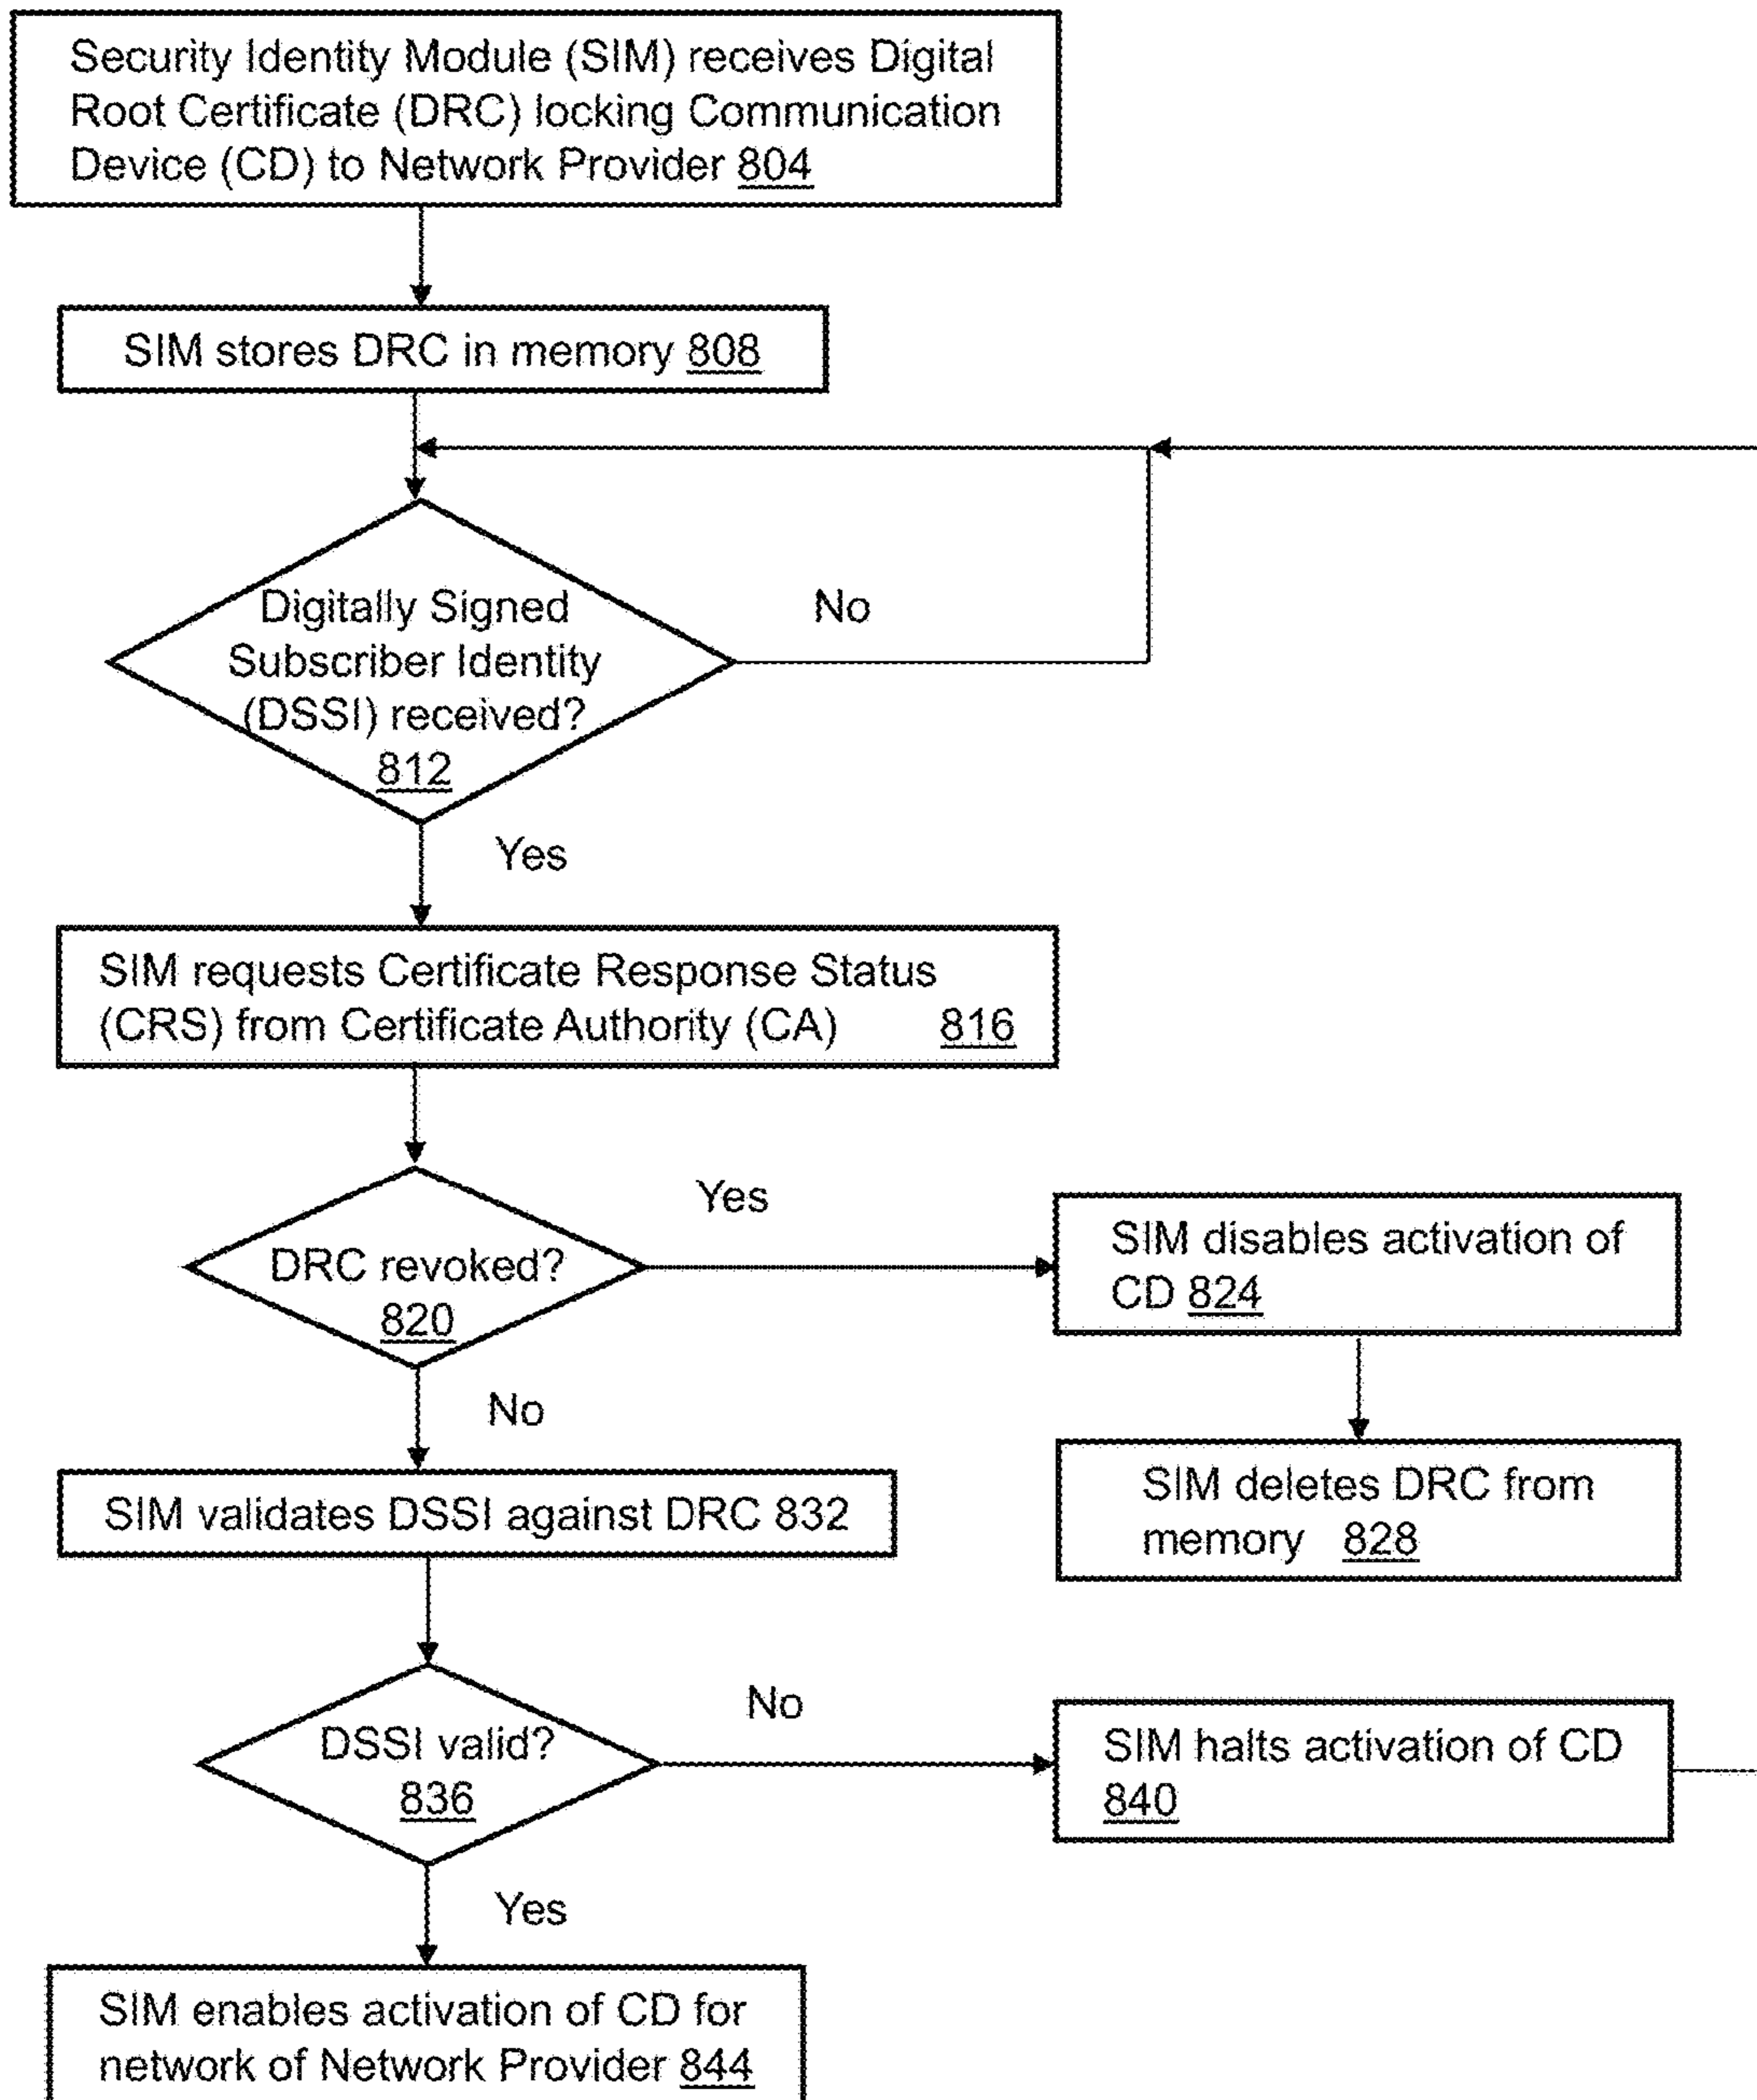 Security Identity Module (SIM) receives Digital
Root Certificate (DRC) locking Communication
Device (CD) to Network Provider 804
SIM stores DRC in memory 808
Digitally Signed
Subscriber Identity
(DSSI) received?
812
No
Yes
SIM requests Certificate Response Status
(CRS) from Certificate Authority (CA) 816
DRC revoked?
820
Yes
SIM disables activation of
CD 824
No
SIM deletes DRC from
memory 828
SIM validates DSSI against DRC 832
DSSI valid?
836
No
SIM halts activation of CD
840
Yes
SIM enables activation of CD for
network of Network Provider 844